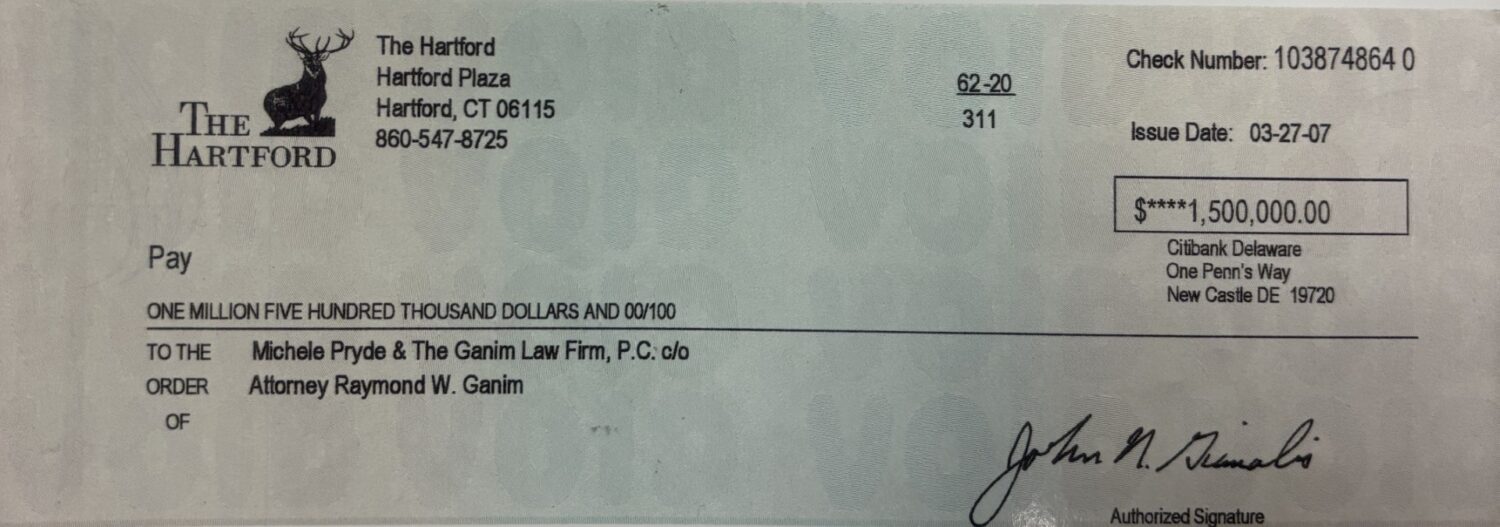 THE
HARTFORD
The Hartford
Hartford Plaza
Hartford, CT 06115
860-547-8725
62-20
311
Check Number: 103874864 0
Issue Date: 03-27-07
$****1,500,000.00
Citibank Delaware
One Penn's Way
New Castle DE 19720
Pay
ONE MILLION FIVE HUNDRED THOUSAND DOLLARS AND 00/100
TO THE Michele Pryde & The Ganim Law Firm, P.C. c/o
ORDER Attorney Raymond W. Ganim
OF
John N.
Authorized Signature